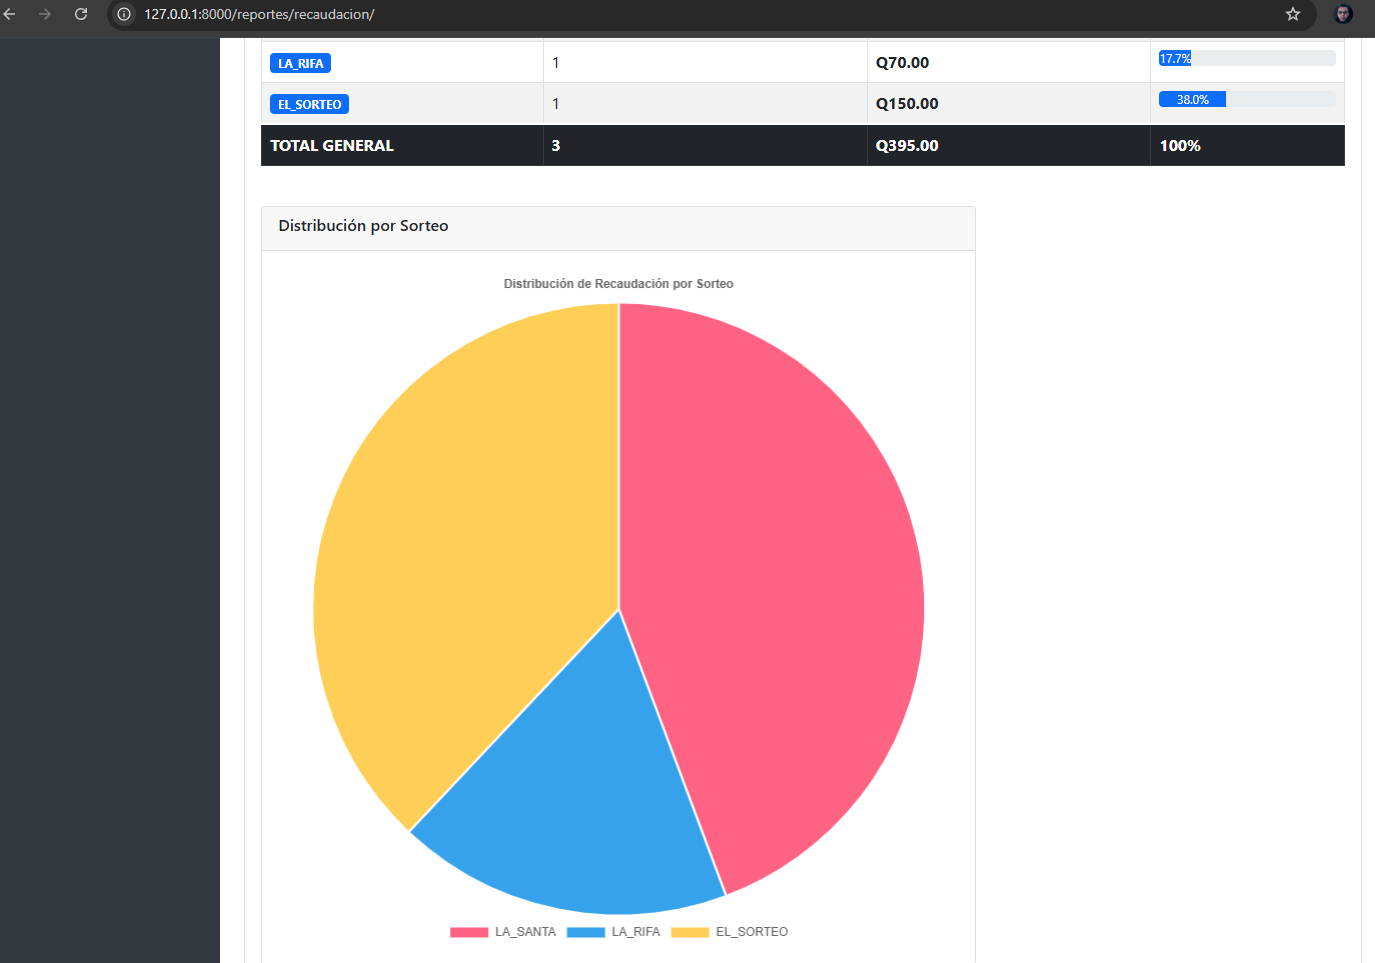 127.0.0.1:8000/reportes/recaudacion/
LA_RIFA 1 Q70.00 17.7%
EL_SORTEO 1 Q150.00 38.0%
TOTAL GENERAL 3 Q395.00 100%
Distribución por Sorteo
Distribución de Recaudación por Sorteo
LA_SANTA LA_RIFA EL_SORTEO